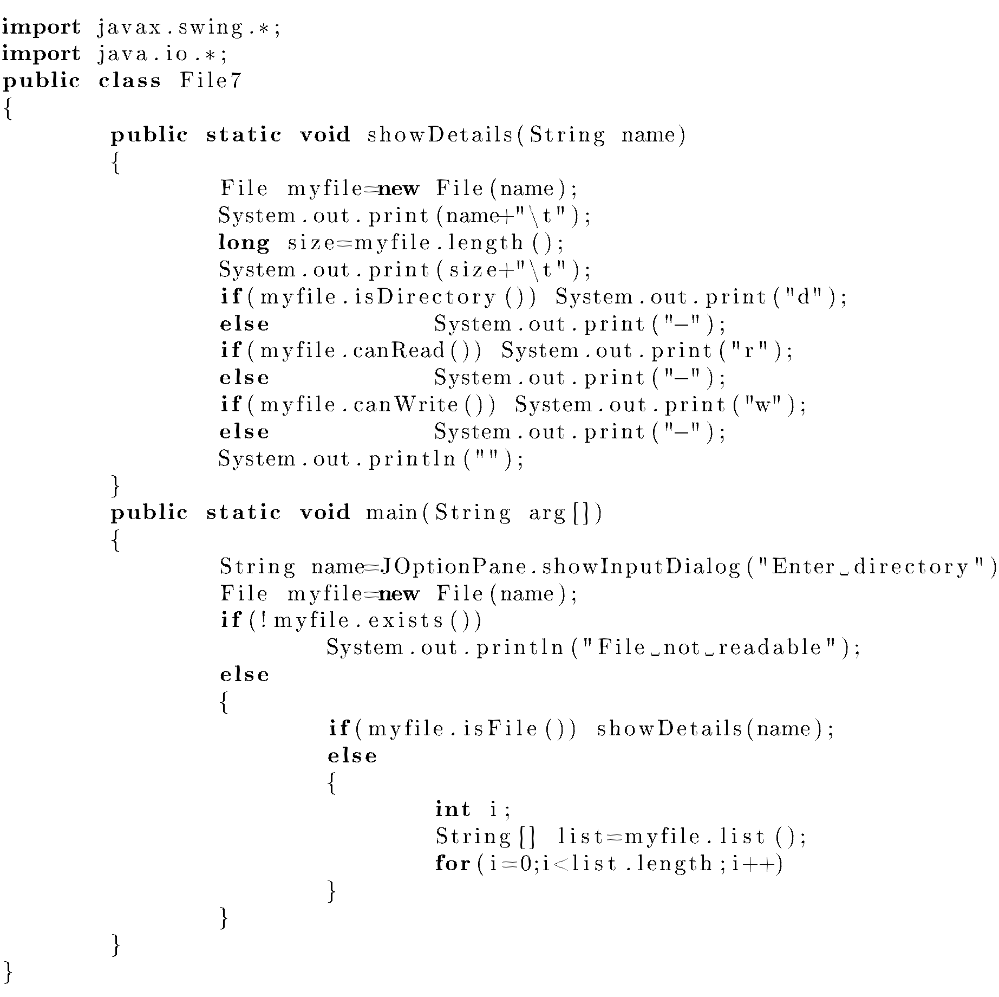 import javax.swing.*;
import java.io.*;
public class File7
{
        public static void showDetails(String name)
        {
                File myfile=new File(name);
                System.out.print(name+"\t");
                long size=myfile.length();
                System.out.print(size+"\t");
                if(myfile.isDirectory()) System.out.print("d");
                else            System.out.print("-");
                if(myfile.canRead()) System.out.print("r");
                else            System.out.print("-");
                if(myfile.canWrite()) System.out.print("w");
                else            System.out.print("-");
                System.out.println("");
        }
        public static void main(String arg[])
        {
                String name=JOptionPane.showInputDialog("Enter␣directory")
                File myfile=new File(name);
                if(!myfile.exists())
                        System.out.println("File␣not␣readable");
                else
                {
                        if(myfile.isFile()) showDetails(name);
                        else
                        {
                                int i;
                                String[] list=myfile.list();
                                for(i=0;i<list.length;i++)
                        }
                }
        }
}